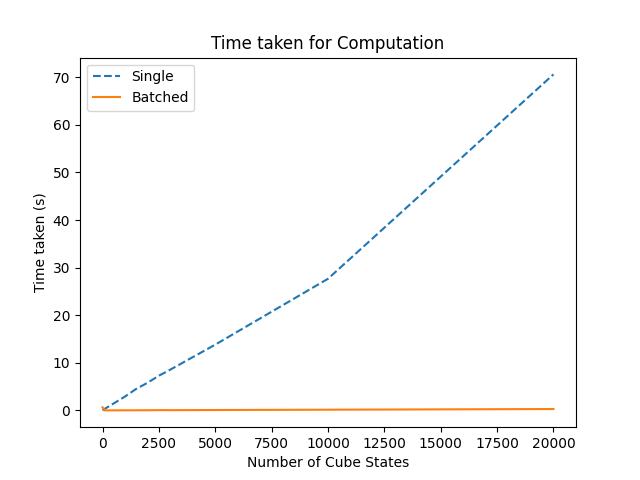 Time taken for Computation
Single
Batched
70
60
50
40
30
20
10
0
Time taken (s)
0 2500 5000 7500 10000 12500 15000 17500 20000
Number of Cube States